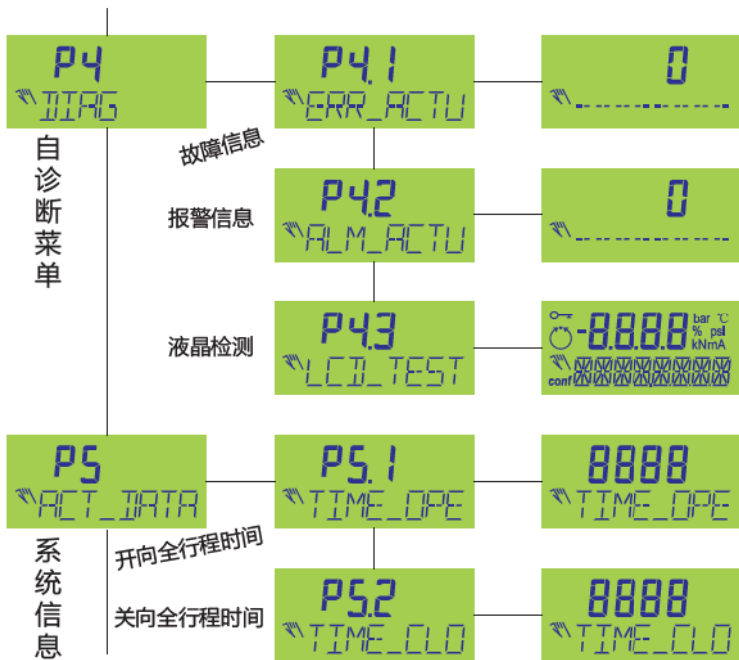 P4
DIAG
自诊断菜单
P4.1
ERR_ACTU
0
故障信息
报警信息
P4.2
ALM_ACTU
0
液晶检测
P4.3
LCD_TEST
-8.8.8.8
bar ℃
% psI
kNmA
conf
P5
ACT_DATA
系统信息
P5.1
TIME_OPE
8888
TIME_OPE
开向全行程时间
关向全行程时间
P5.2
TIME_CLO
8888
TIME_CLO